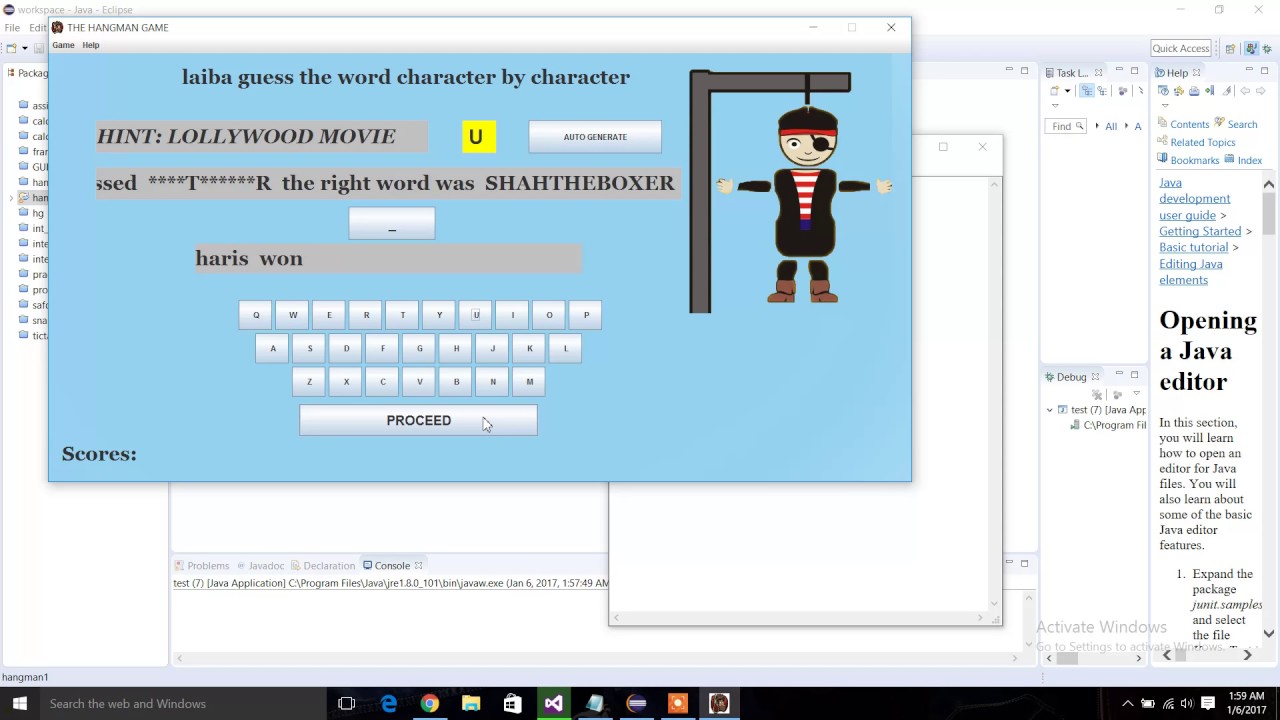 workspace - Java - Eclipse
File Edi
THE HANGMAN GAME
Game Help
laiba guess the word character by character
HINT: LOLLYWOOD MOVIE
U
AUTO GENERATE
ssed ****T******R the right word was SHAHTHEBOXER
_
haris won
Q W E R T Y U I O P
A S D F G H J K L
Z X C V B N M
PROCEED
Scores:
Packag
assi
calc
calc
frar
GUI
han
han
hg
int_
inte
inte
prac
pro
safc
sna
tict
Quick Access
Task L...
Find
All
A
Debug
test (7) [Java App
C:\Program Fil
Help
Contents Search
Related Topics
Bookmarks Index
Java
development
user guide >
Getting Started >
Basic tutorial >
Editing Java
elements
Opening
a Java
editor
In this section,
you will learn
how to open an
editor for Java
files. You will
also learn about
some of the basic
Java editor
features.
1. Expand the
package
junit.samples
and select
the file
Problems Javadoc Declaration Console
test (7) [Java Application] C:\Program Files\Java\jre1.8.0_101\bin\javaw.exe (Jan 6, 2017, 1:57:49 AM
Activate Windows
Go to Settings to activate Windows.
hangman1
Search the web and Windows
1:59 AM
1/6/2017